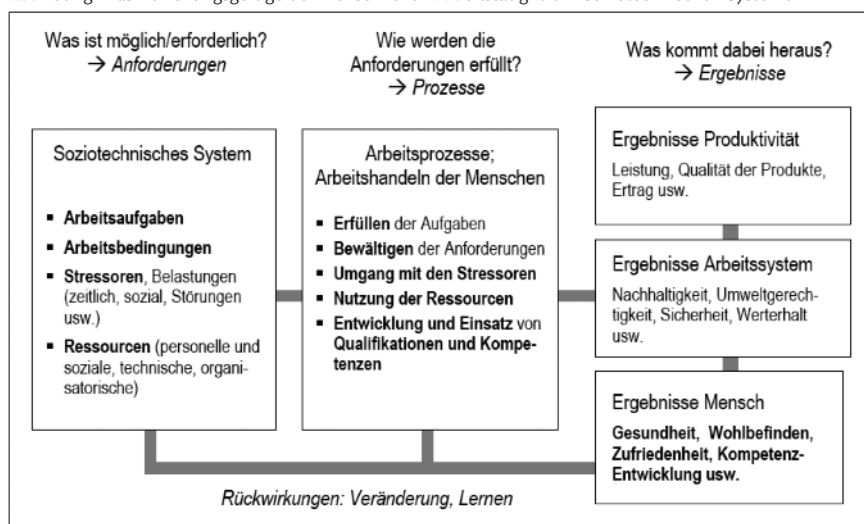 Was ist möglich/erforderlich?
→ Anforderungen
Wie werden die
Anforderungen erfüllt?
→ Prozesse
Was kommt dabei heraus?
→ Ergebnisse
Soziotechnisches System
▪ Arbeitsaufgaben
▪ Arbeitsbedingungen
▪ Stressoren, Belastungen
(zeitlich, sozial, Störungen
usw.)
▪ Ressourcen (personelle und
soziale, technische, organi-
satorische)
Arbeitsprozesse;
Arbeitshandeln der Menschen
▪ Erfüllen der Aufgaben
▪ Bewältigen der Anforderungen
▪ Umgang mit den Stressoren
▪ Nutzung der Ressourcen
▪ Entwicklung und Einsatz von
Qualifikationen und Kompe-
tenzen
Ergebnisse Produktivität
Leistung, Qualität der Produkte,
Ertrag usw.
Ergebnisse Arbeitssystem
Nachhaltigkeit, Umweltgerech-
tigkeit, Sicherheit, Werterhalt
usw.
Ergebnisse Mensch
Gesundheit, Wohlbefinden,
Zufriedenheit, Kompetenz-
Entwicklung usw.
Rückwirkungen: Veränderung, Lernen